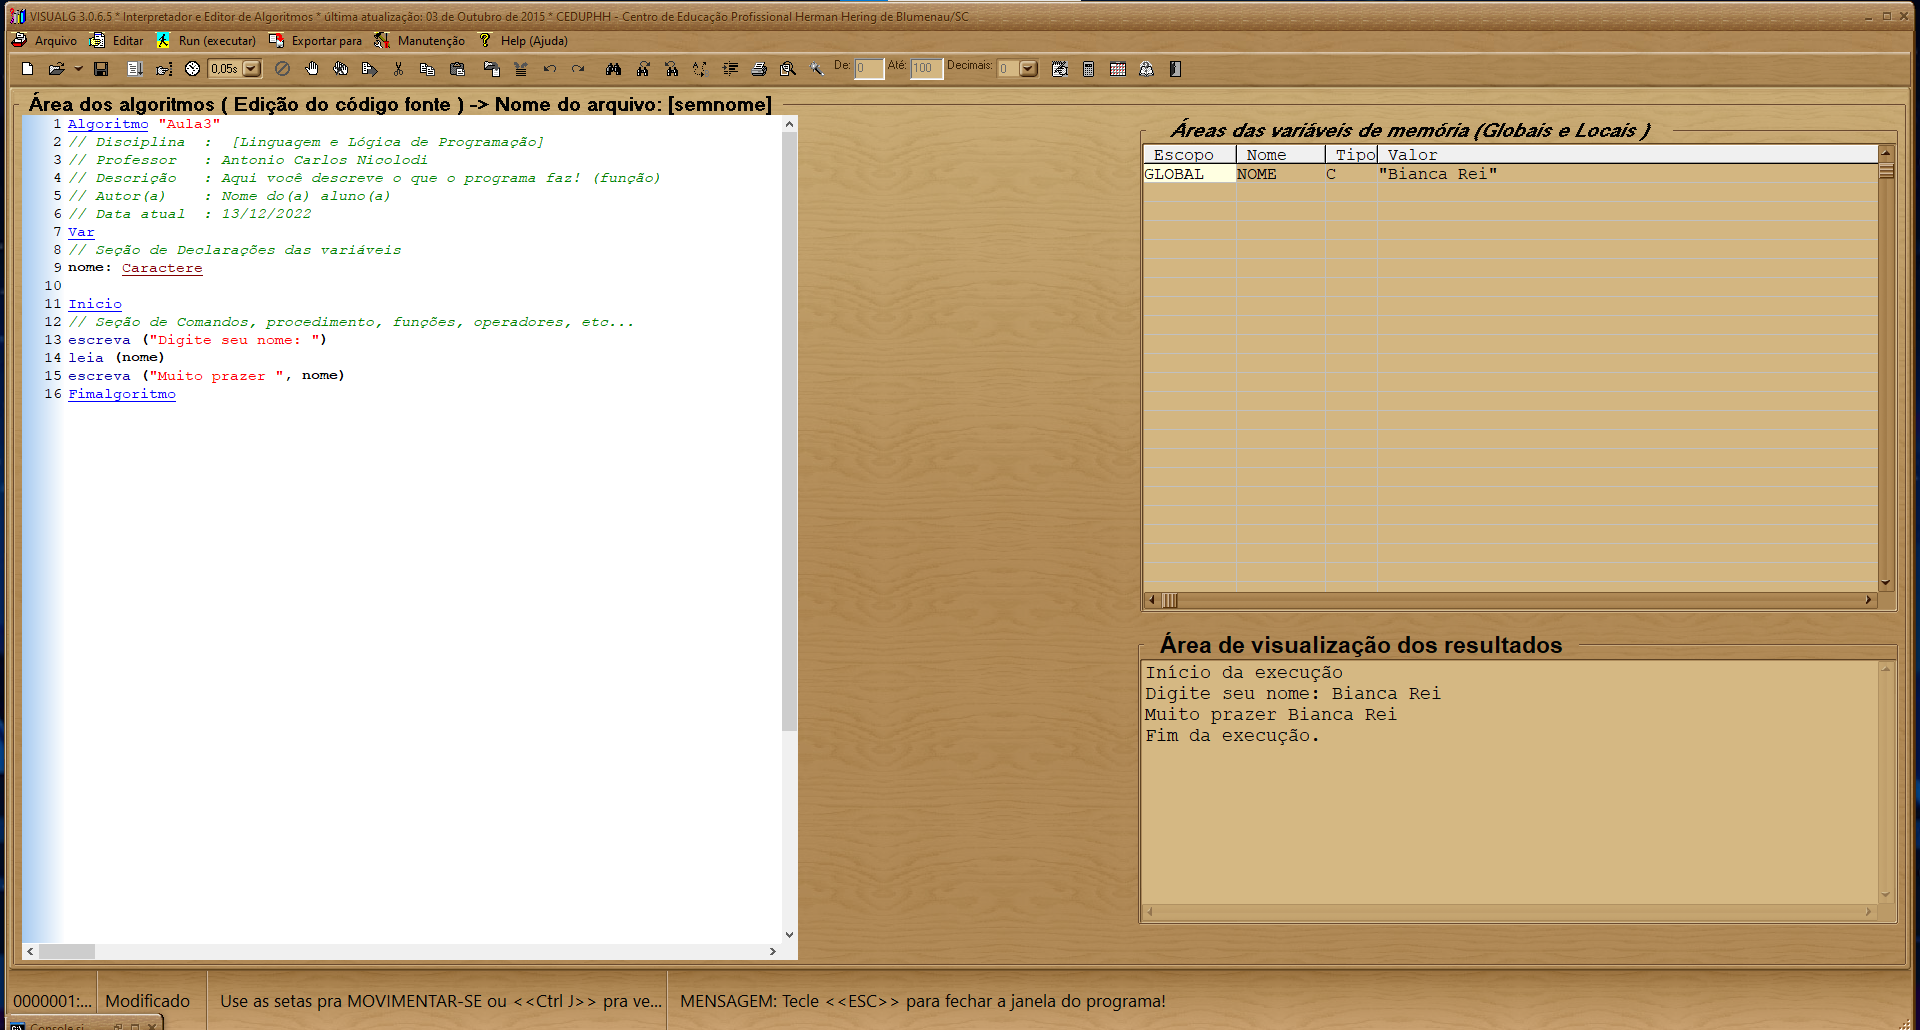 VISUALG 3.0.6.5 * Interpretador e Editor de Algoritmos * última atualização: 03 de Outubro de 2015 * CEDUPHH - Centro de Educação Profissional Herman Hering de Blumenau/SC
Arquivo Editar Run (executar) Exportar para Manutenção Help (Ajuda)
0,05s De: 0 Até: 100 Decimais: 0
Área dos algoritmos ( Edição do código fonte ) -> Nome do arquivo: [semnome]
1 Algoritmo "Aula3"
2 // Disciplina : [Linguagem e Lógica de Programação]
3 // Professor : Antonio Carlos Nicolodi
4 // Descrição : Aqui você descreve o que o programa faz! (função)
5 // Autor(a) : Nome do(a) aluno(a)
6 // Data atual : 13/12/2022
7 Var
8 // Seção de Declarações das variáveis
9 nome: Caractere
10
11 Inicio
12 // Seção de Comandos, procedimento, funções, operadores, etc...
13 escreva ("Digite seu nome: ")
14 leia (nome)
15 escreva ("Muito prazer ", nome)
16 Fimalgoritmo
Áreas das variáveis de memória (Globais e Locais )
Escopo Nome Tipo Valor
GLOBAL NOME C "Bianca Rei"
Área de visualização dos resultados
Início da execução
Digite seu nome: Bianca Rei
Muito prazer Bianca Rei
Fim da execução.
0000001:... Modificado Use as setas pra MOVIMENTAR-SE ou <<Ctrl J>> pra ve... MENSAGEM: Tecle <<ESC>> para fechar a janela do programa!
Console si...